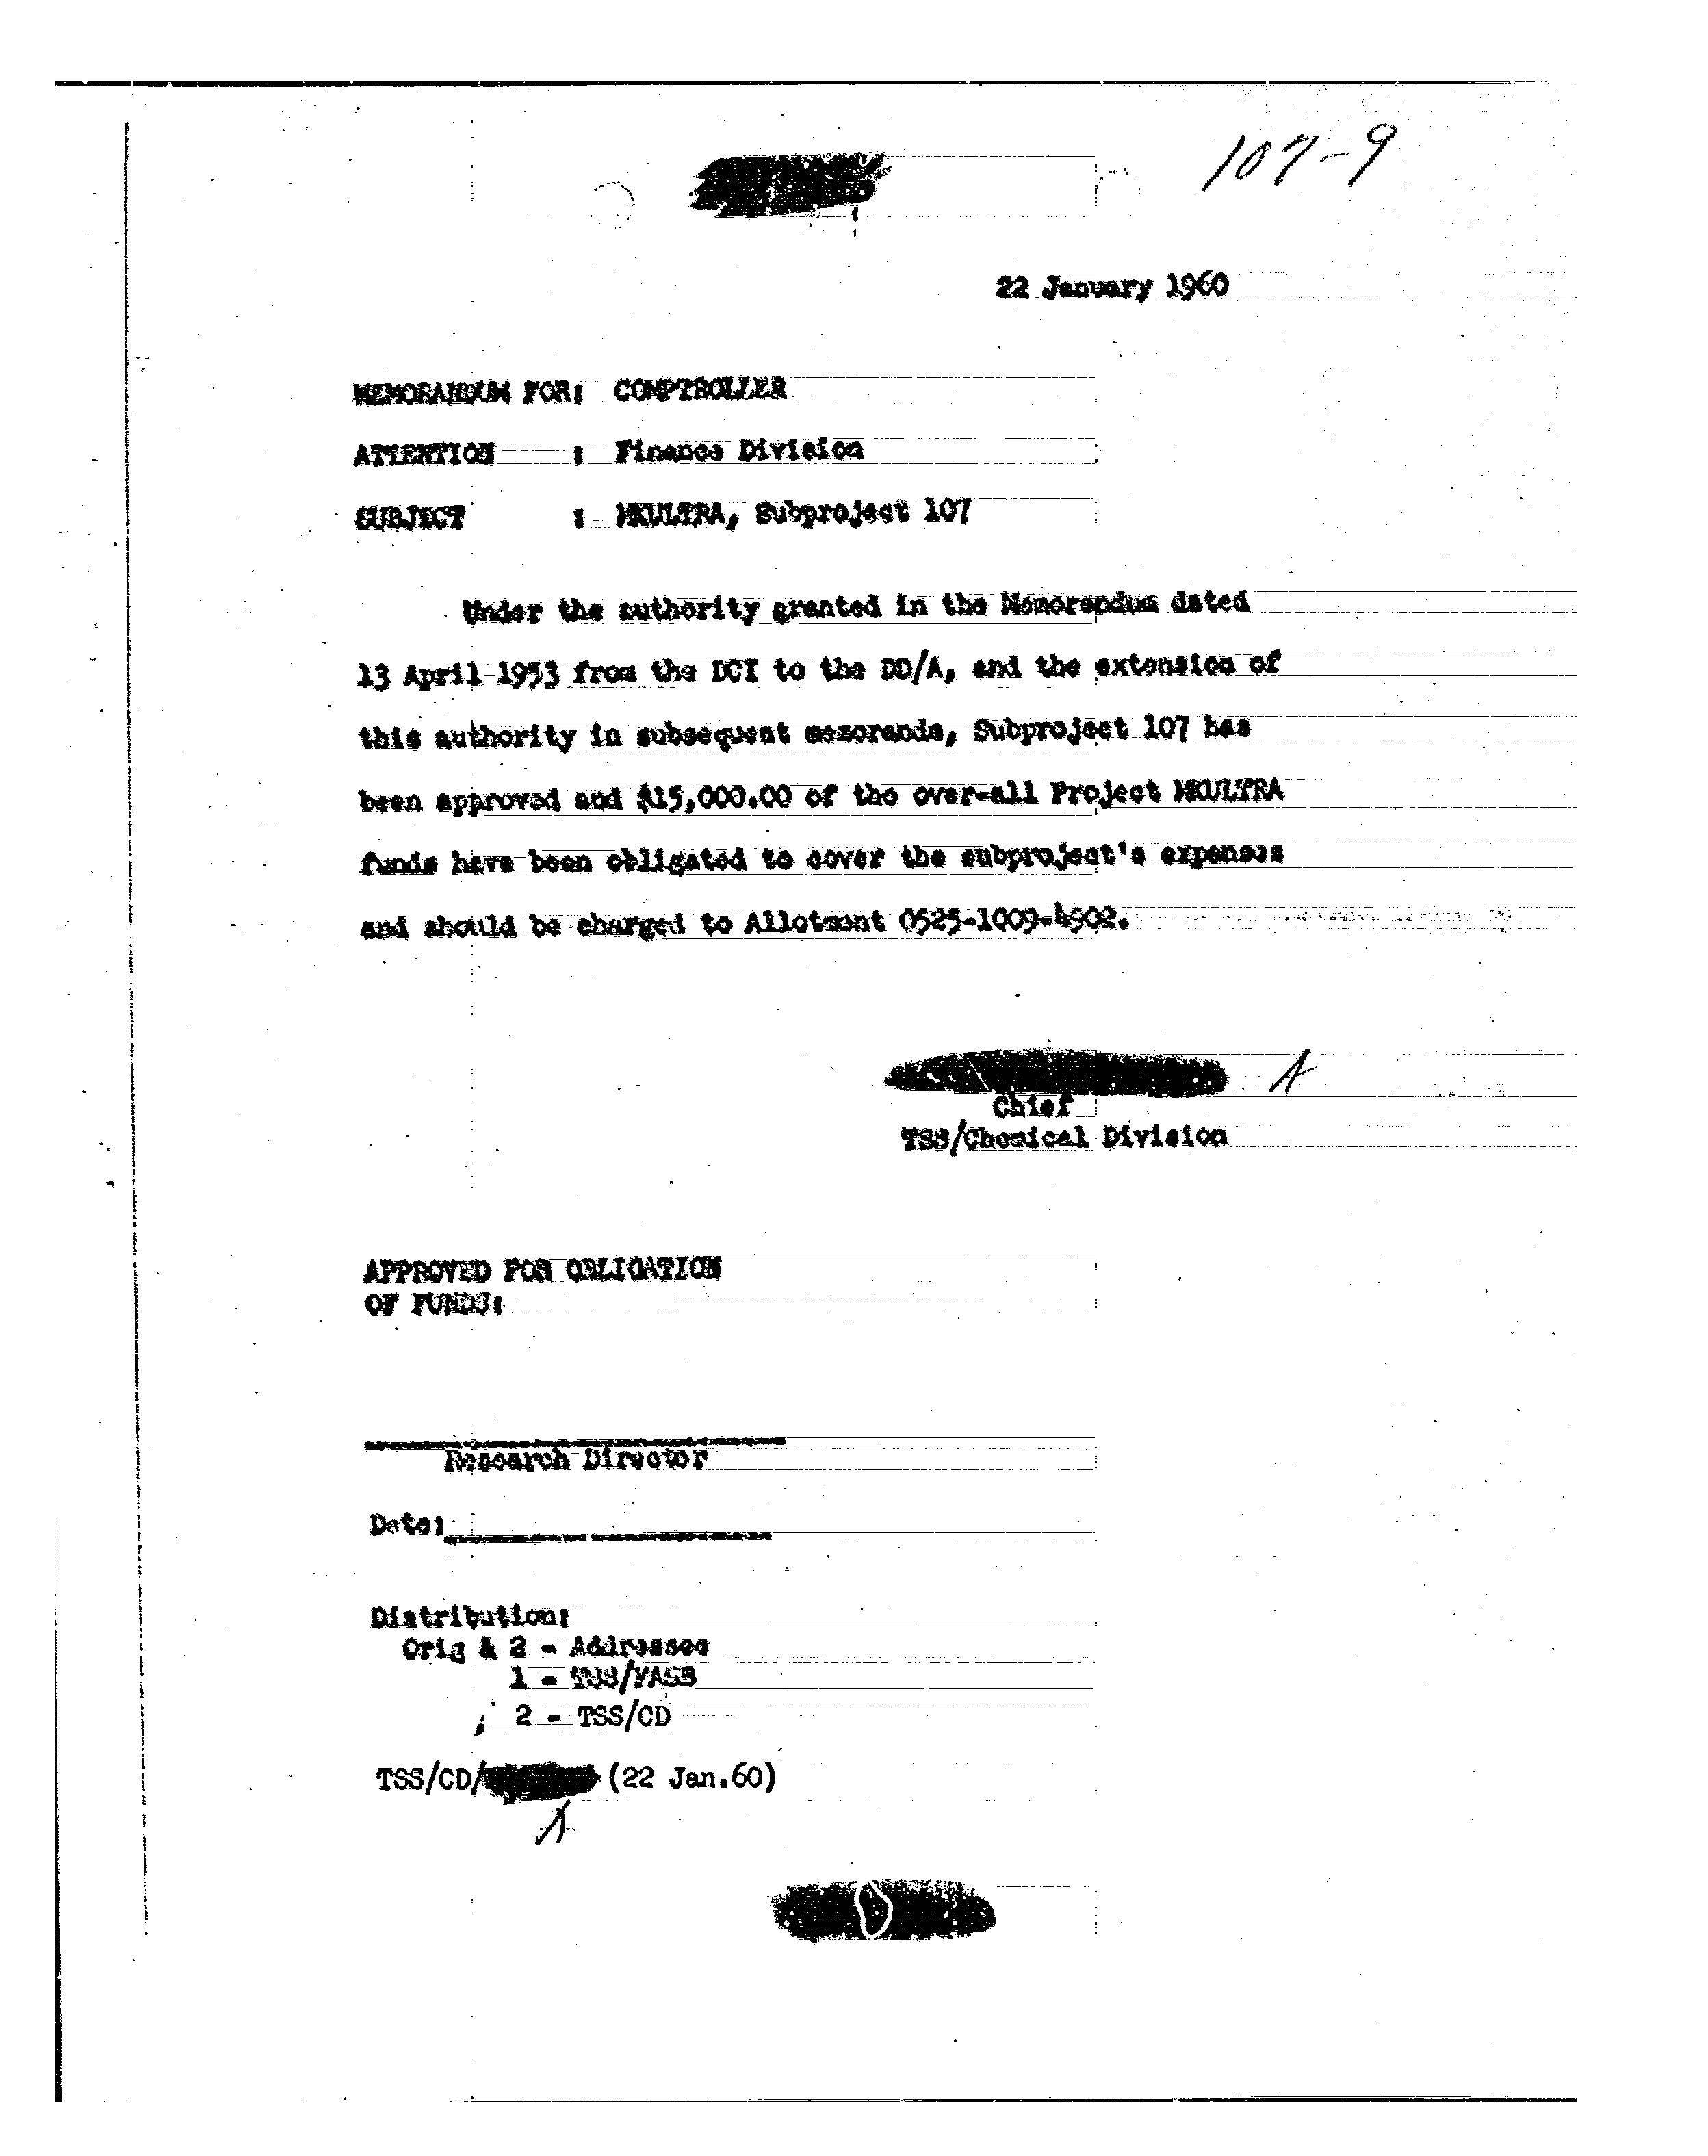 107-9
22 January 1960
MEMORANDUM FOR: COMPTROLLER
ATTENTION : Finance Division
SUBJECT : MKULTRA, Subproject 107
Under the authority granted in the Memorandum dated
13 April 1953 from the DCI to the DD/A, and the extension of
this authority in subsequent memoranda, Subproject 107 has
been approved and $15,000.00 of the over-all Project MKULTRA
funds have been obligated to cover the subproject's expenses
and should be charged to Allotment 0525-1009-4902.
A
Chief
TSS/Chemical Division
APPROVED FOR OBLIGATION
OF FUNDS:
Research Director
Date:
Distribution:
Orig & 2 - Addressee
1 - TSS/FASB
2 - TSS/CD
TSS/CD/ (22 Jan.60)
A